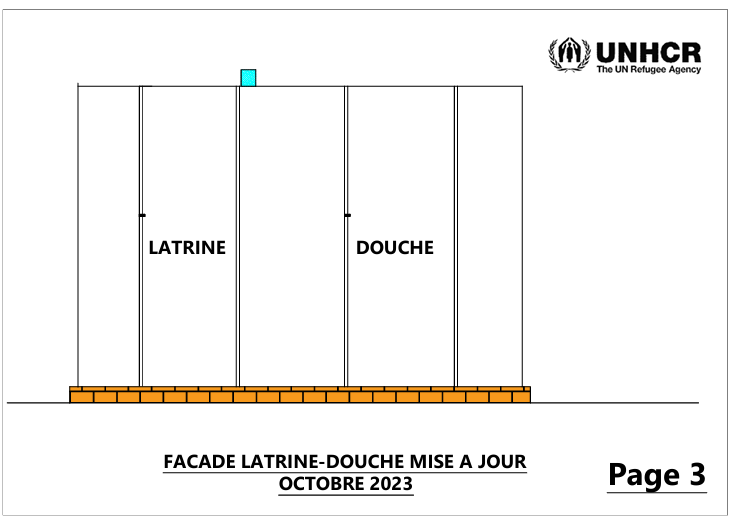 UNHCR
The UN Refugee Agency
LATRINE
DOUCHE
FACADE LATRINE-DOUCHE MISE A JOUR
OCTOBRE 2023
Page 3